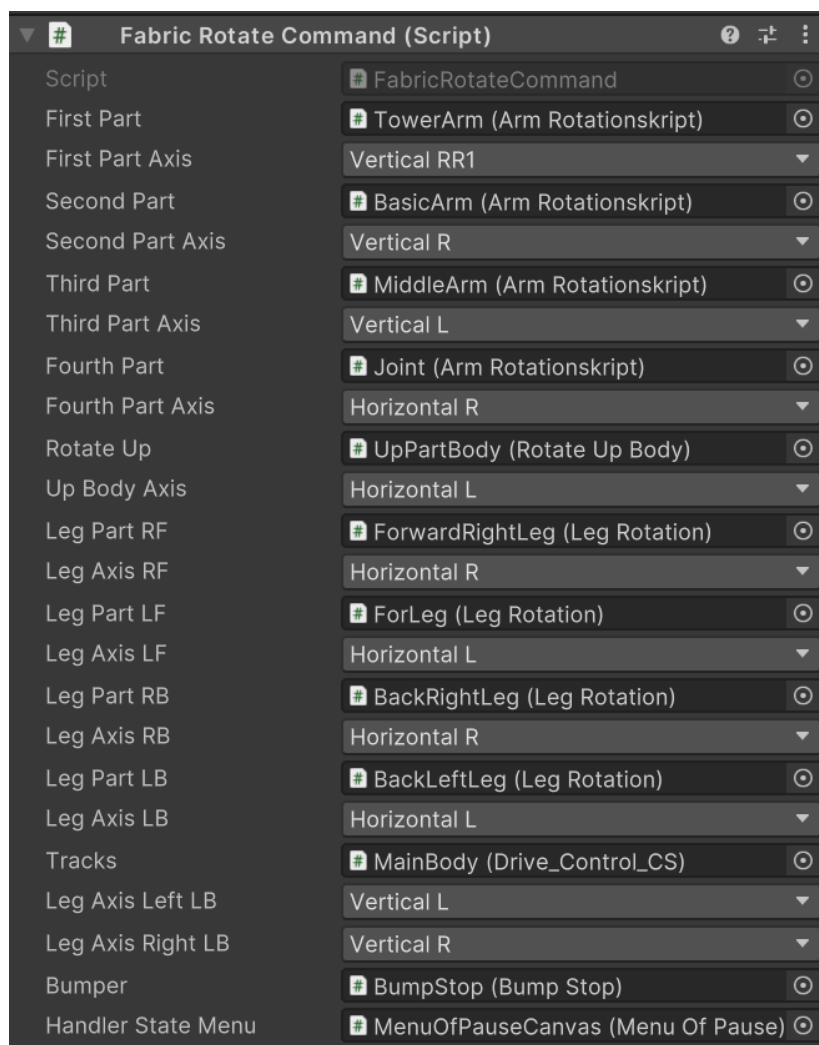 # Fabric Rotate Command (Script)
Script # FabricRotateCommand
First Part # TowerArm (Arm Rotationskript)
First Part Axis Vertical RR1
Second Part # BasicArm (Arm Rotationskript)
Second Part Axis Vertical R
Third Part # MiddleArm (Arm Rotationskript)
Third Part Axis Vertical L
Fourth Part # Joint (Arm Rotationskript)
Fourth Part Axis Horizontal R
Rotate Up # UpPartBody (Rotate Up Body)
Up Body Axis Horizontal L
Leg Part RF # ForwardRightLeg (Leg Rotation)
Leg Axis RF Horizontal R
Leg Part LF # ForLeg (Leg Rotation)
Leg Axis LF Horizontal L
Leg Part RB # BackRightLeg (Leg Rotation)
Leg Axis RB Horizontal R
Leg Part LB # BackLeftLeg (Leg Rotation)
Leg Axis LB Horizontal L
Tracks # MainBody (Drive_Control_CS)
Leg Axis Left LB Vertical L
Leg Axis Right LB Vertical R
Bumper # BumpStop (Bump Stop)
Handler State Menu # MenuOfPauseCanvas (Menu Of Pause)